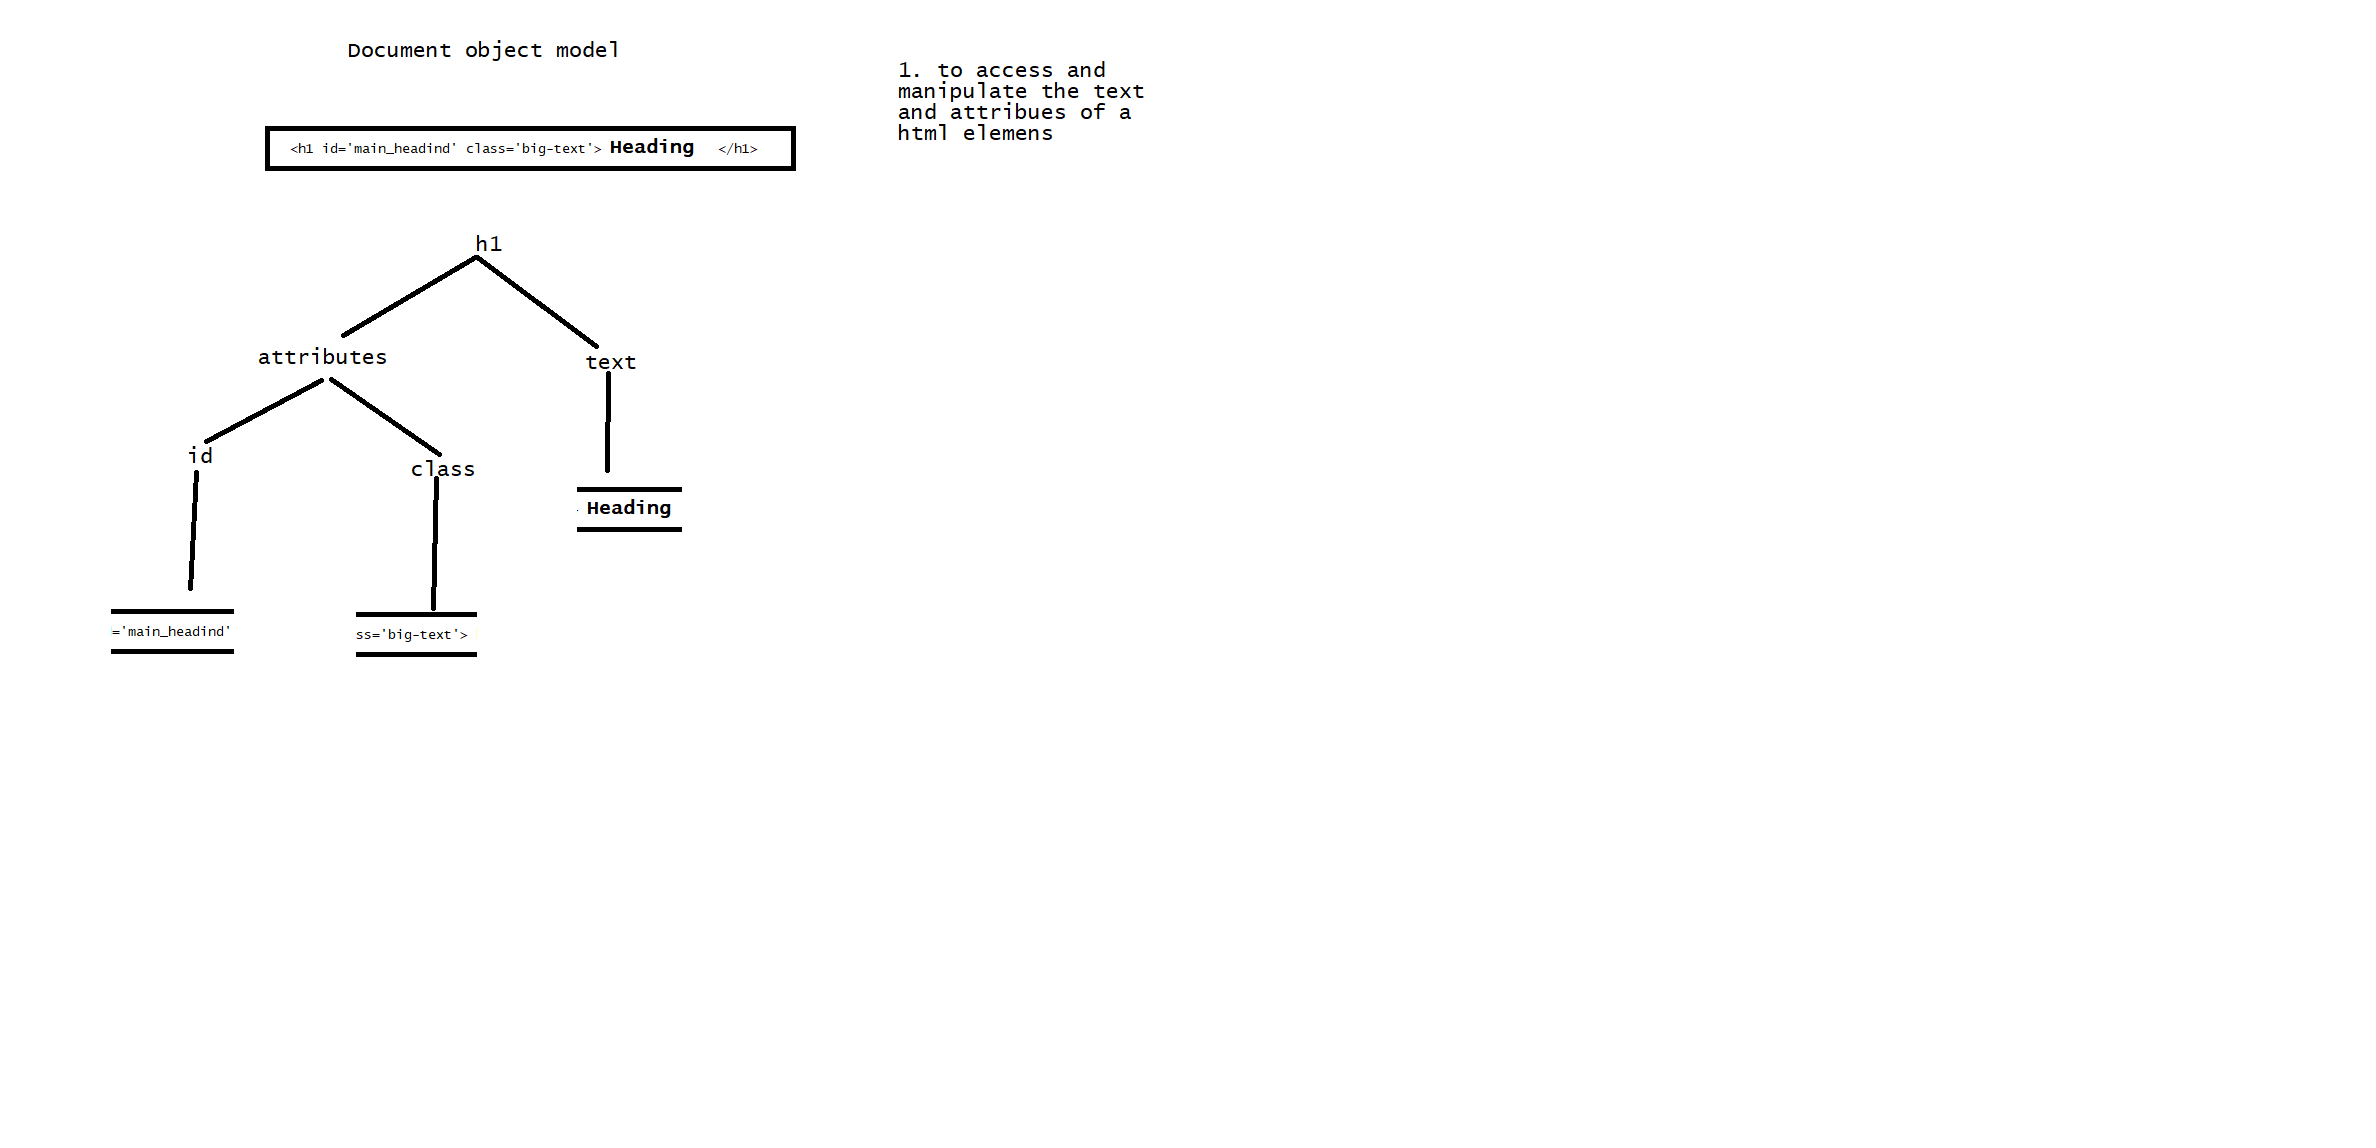 Document object model
1. to access and
manipulate the text
and attribues of a
html elemens
<h1 id='main_headind' class='big-text'> Heading </h1>
h1
attributes
text
id
class
Heading
='main_headind'
ss='big-text'>